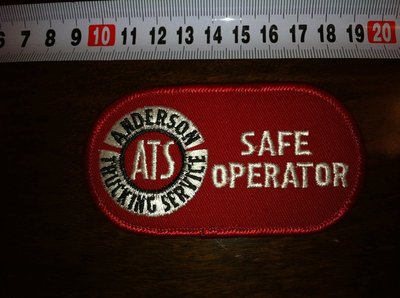 6 7 8 9 10 11 12 13 14 15 16 17 18 19 20
ANDERSON
ATS
TRUCKING SERVICE
SAFE
OPERATOR